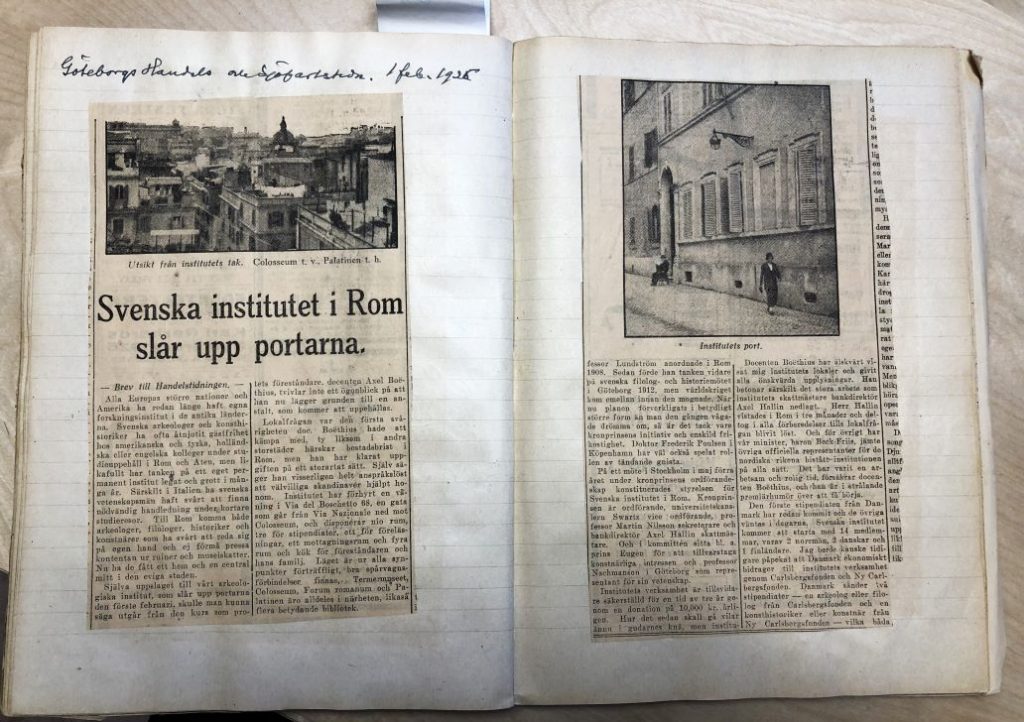 Göteborgs Handels och Sjöfartstidn. 1 feb. 1926
Utsikt från institutets tak. Colosseum t. v., Palatinen t. h.
Svenska institutet i Rom
slår upp portarna.
— Brev till Handelstidningen. —
Alla Europas större nationer och
Amerika ha redan länge haft egna
forskningsinstitut i de antika länder-
na. Svenska arkeologer och konsthi-
storiker ha ofta åtnjutit gästfrihet
hos amerikanska och tyska, holländ-
ska eller engelska kolleger under stu-
dieuppehåll i Rom och Aten, men li-
kafullt har tanken på ett eget per-
manent institut legat och grott i mån-
ga år. Särskilt i Italien ha svenska
vetenskapsmän haft svårt att finna
nödvändig handledning under kortare
studieresor. Till Rom komma både
arkeologer, filologer, historiker och
konstnärer som ha svårt att reda sig
på egen hand och ej förmå pressa
kontentan ur ruiner och museiskatter.
Nu ha de fått ett hem och en central
mitt i den eviga staden.
Själva uppslaget till vårt arkeolo-
giska institut, som slår upp portarna
den första februari, skulle man kunna
säga utgår från den kurs som pro-
tets föreståndare, docenten Axel Boë-
thius, tvivlar inte ett ögonblick på att
han nu lägger grunden till en an-
stalt, som kommer att uppehållas.
Lokalfrågan var den första svå-
righeten doc. Boëthius hade att
kämpa med, ty liksom i andra
storstäder härskar bostadsbrist i
Rom, men han har klarat upp-
giften på ett storartat sätt. Själv sä-
ger han visserligen helt anspråkslöst
att välvilliga skandinaver hjälpt ho-
nom. Institutet har förhyrt en vå-
ning i Via del Boschetto 68, en gata
som går från Via Nazionale ned mot
Colosseum, och disponerar nio rum,
tre för stipendiater, ett för föreläs-
ningar, ett mottagningsrum och fyra
rum och kök för föreståndaren och
hans familj. Läget är ur alla syn-
punkter förträffligt, bra spårvagns-
förbindelser finnas. Termemuseet,
Colosseum, Forum romanum och Pa-
latinen äro alldeles i närheten, likaså
flera betydande bibliotek.
Institutets port.
fessor Lundström anordnade i Rom
1908. Sedan förde han tanken vidare
på svenska filolog- och historiemötet
i Göteborg 1912, men världskriget
kom emellan innan den mognade. När
nu planen förverkligats i betydligt
större form än man den gången våga-
de drömma om, så är det tack vare
kronprinsens initiativ och enskild fri-
kostighet. Doktor Frederik Poulsen i
Köpenhamn har väl också spelat rol-
len av tändande gnista.
På ett möte i Stockholm i maj förra
året under kronprinsens ordförande-
skap konstituerades styrelsen för
Svenska institutet i Rom. Kronprin-
sen är ordförande, universitetskans-
lern Swartz vice ordförande, pro-
fessor Martin Nilsson sekreterare och
bankdirektör Axel Hallin skattmä-
stare. Och i kommittén sitta bl. a.
prins Eugen för att tillvarataga
konstnärliga intressen och professor
Nachmanson i Göteborg som repre-
sentant för sin vetenskap.
Institutets verksamhet är tillsvida-
re säkerställd för en tid av tre år ge-
nom en donation på 10,000 kr. årli-
gen. Hur det sedan skall gå vilar
ännu i gudarnes knä, men institu-
Docenten Boëthius har älskvärt vi-
sat mig institutets lokaler och givit
alla önskvärda upplysningar. Han
betonar särskilt det stora arbete som
institutets skattmästare bankdirektör
Axel Hallin nedlagt. Herr Hallin
vistades i Rom i tre månader och del-
tog i alla förberedelser tills lokalfrå-
gan blivit löst. Och för övrigt har
vår minister, baron Beck-Friis, jämte
övriga officiella representanter för de
nordiska rikena bistått institutionen
på alla sätt. Det har varit en ar-
betsam och rolig tid, försäkrar docen-
ten Boëthius, och han är i strålande
premiärhumör över att få börja.
Den förste stipendiaten från Dan-
mark har redan kommit och de övriga
väntas i dagarna. Svenska institutet
kommer att starta med 14 medlem-
mar, varav 2 norrmän, 2 danskar och
1 finländare. Jag borde kanske tidi-
gare påpekat att Danmark ekonomiskt
bidrager till institutets verksamhet
genom Carlsbergsfonden och Ny Carl-
bergsfonden. Danmark sänder två
stipendiater — en arkeolog eller filo-
log från Carlsbergsfonden och en
konsthistoriker eller konstnär från
Ny Carlsbergsfonden — vilka båda,